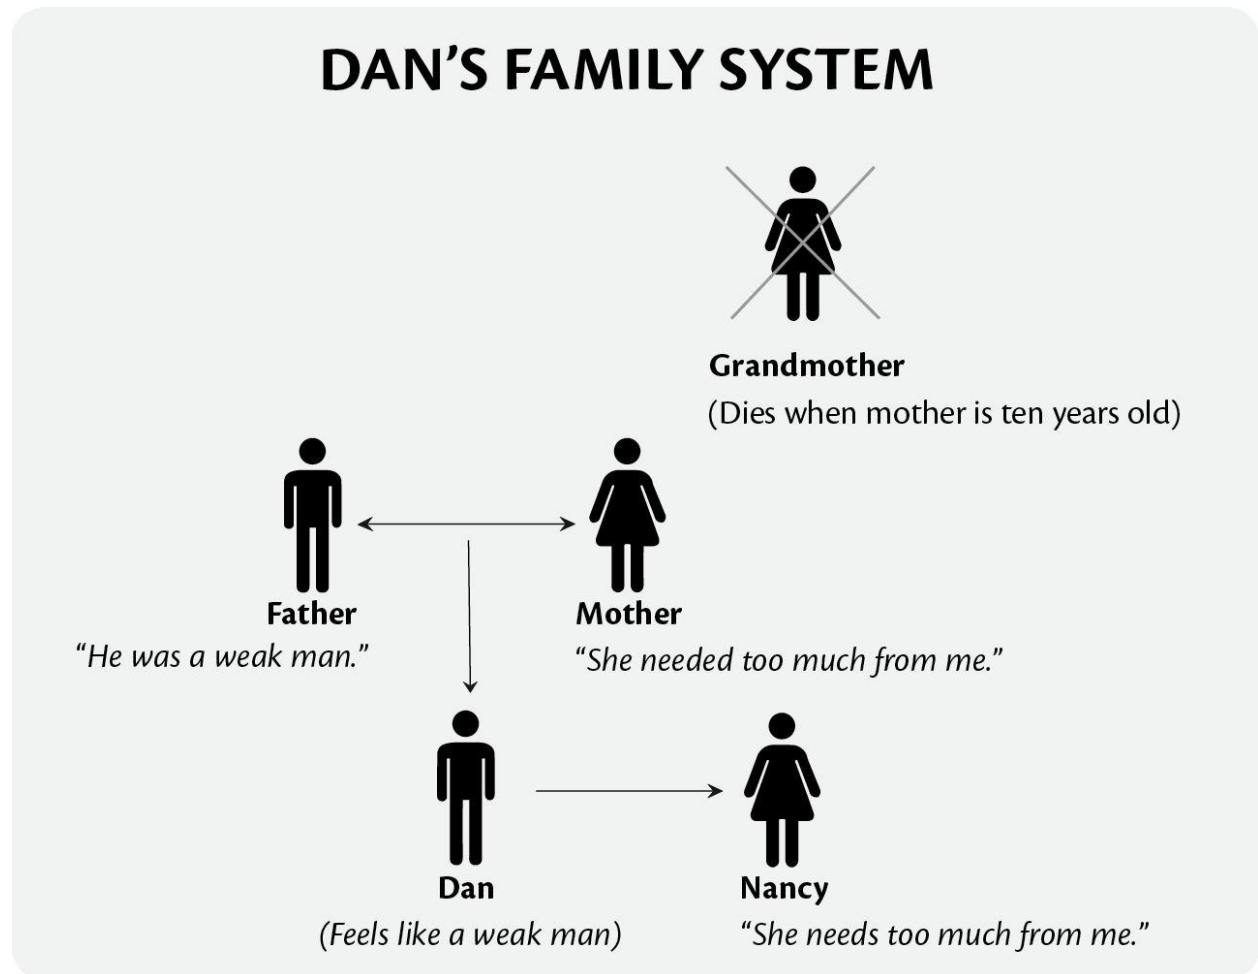 DAN’S FAMILY SYSTEM
Grandmother
(Dies when mother is ten years old)
Father
“He was a weak man.”
Mother
“She needed too much from me.”
Dan
(Feels like a weak man)
Nancy
“She needs too much from me.”